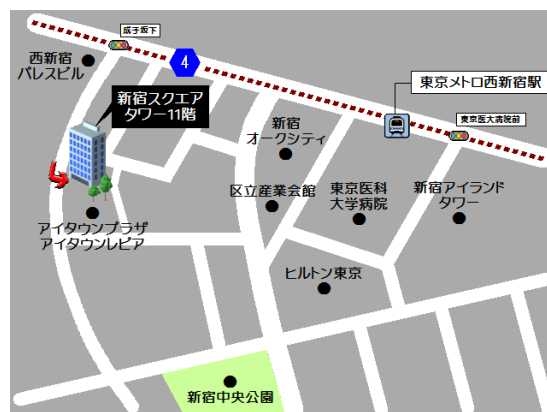 成子坂下
西新宿
パレスビル
4
東京メトロ西新宿駅
新宿スクエア
タワー11階
新宿
オークシティ
東京医大病院前
区立産業会館
東京医科
大学病院
新宿アイランド
タワー
アイタウンプラザ
アイタウンレピア
ヒルトン東京
新宿中央公園